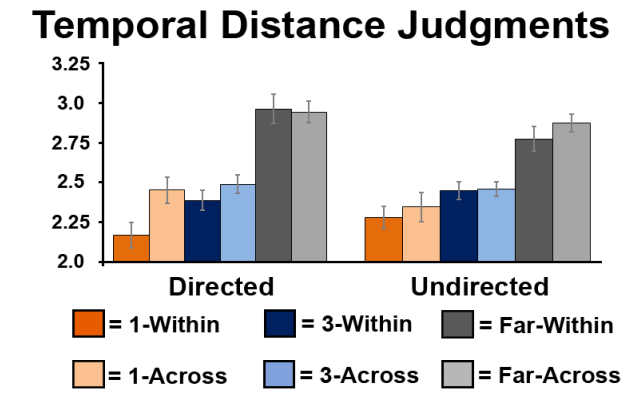 Temporal Distance Judgments
3.25
3.0
2.75
2.5
2.25
2.0
Directed Undirected
= 1-Within = 3-Within = Far-Within
= 1-Across = 3-Across = Far-Across